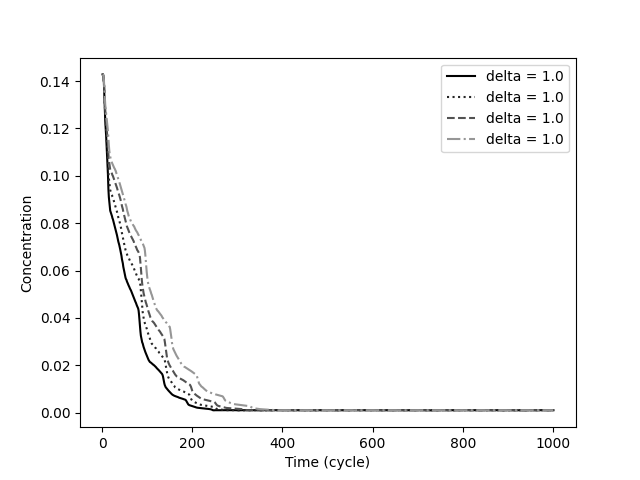 delta = 1.0
delta = 1.0
delta = 1.0
delta = 1.0
0.14
0.12
0.10
0.08
0.06
0.04
0.02
0.00
Concentration
0 200 400 600 800 1000
Time (cycle)